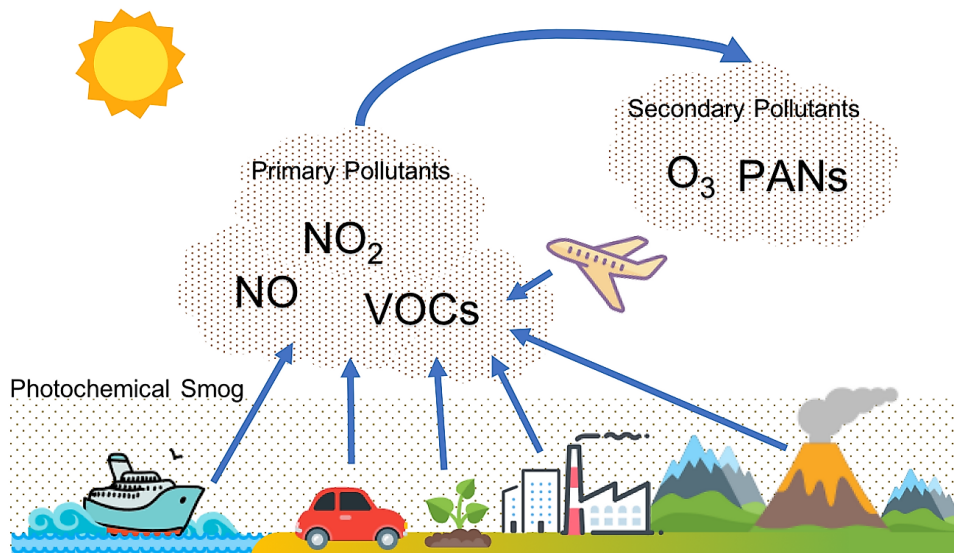 Secondary Pollutants
O₃ PANs
Primary Pollutants
NO₂
NO
VOCs
Photochemical Smog